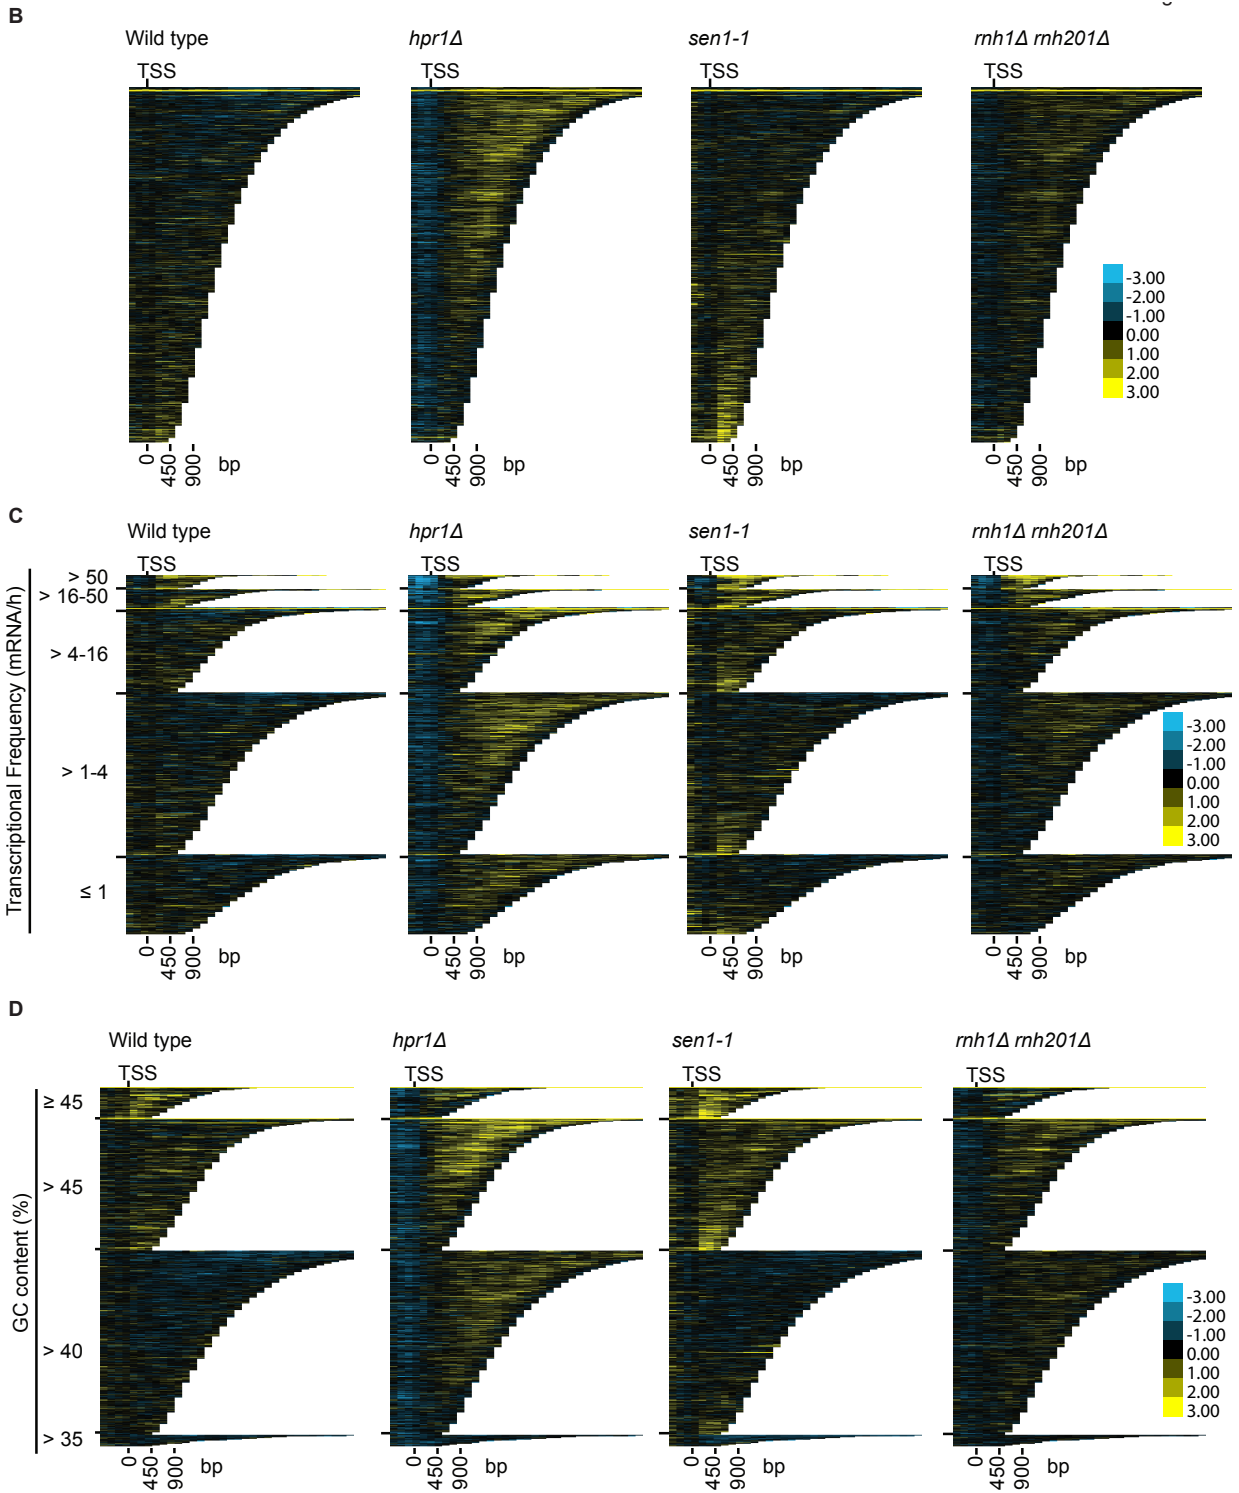 B
Wild type hpr1Δ sen1-1 rnh1Δ rnh201Δ
TSS TSS TSS TSS
-3.00
-2.00
-1.00
0.00
1.00
2.00
3.00
0 450 900 bp 0 450 900 bp 0 450 900 bp 0 450 900 bp
C
Wild type hpr1Δ sen1-1 rnh1Δ rnh201Δ
TSS TSS TSS TSS
Transcriptional Frequency (mRNA/h)
> 50
> 16-50
> 4-16
> 1-4
≤ 1
-3.00
-2.00
-1.00
0.00
1.00
2.00
3.00
0 450 900 bp 0 450 900 bp 0 450 900 bp 0 450 900 bp
D
Wild type hpr1Δ sen1-1 rnh1Δ rnh201Δ
TSS TSS TSS TSS
GC content (%)
≥ 45
> 45
> 40
> 35
-3.00
-2.00
-1.00
0.00
1.00
2.00
3.00
0 450 900 bp 0 450 900 bp 0 450 900 bp 0 450 900 bp